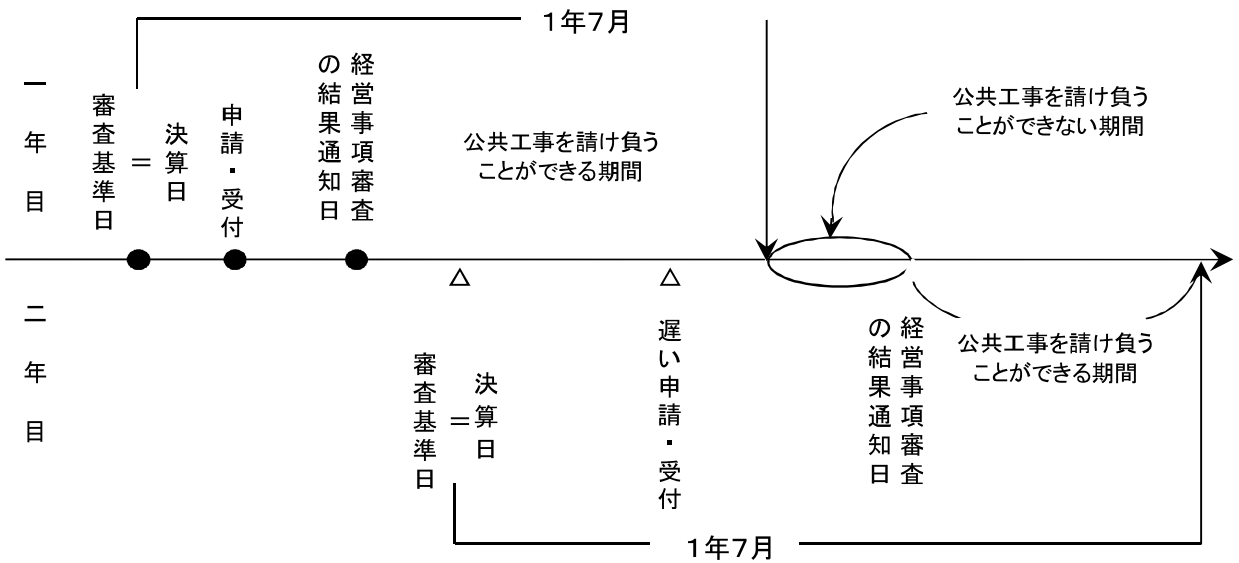 1年7月
一年目
審査基準日
＝
決算日
申請・受付
経営事項審査
の結果通知日
公共工事を請け負う
ことができる期間
公共工事を請け負う
ことができない期間
二年目
審査基準日
＝
決算日
遅い申請・受付
経営事項審査
の結果通知日
公共工事を請け負う
ことができる期間
1年7月